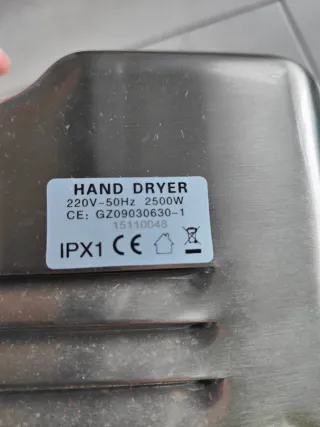 HAND DRYER
220V~50Hz 2500W
CE: GZ09030630-1
15110048
IPX1 CE